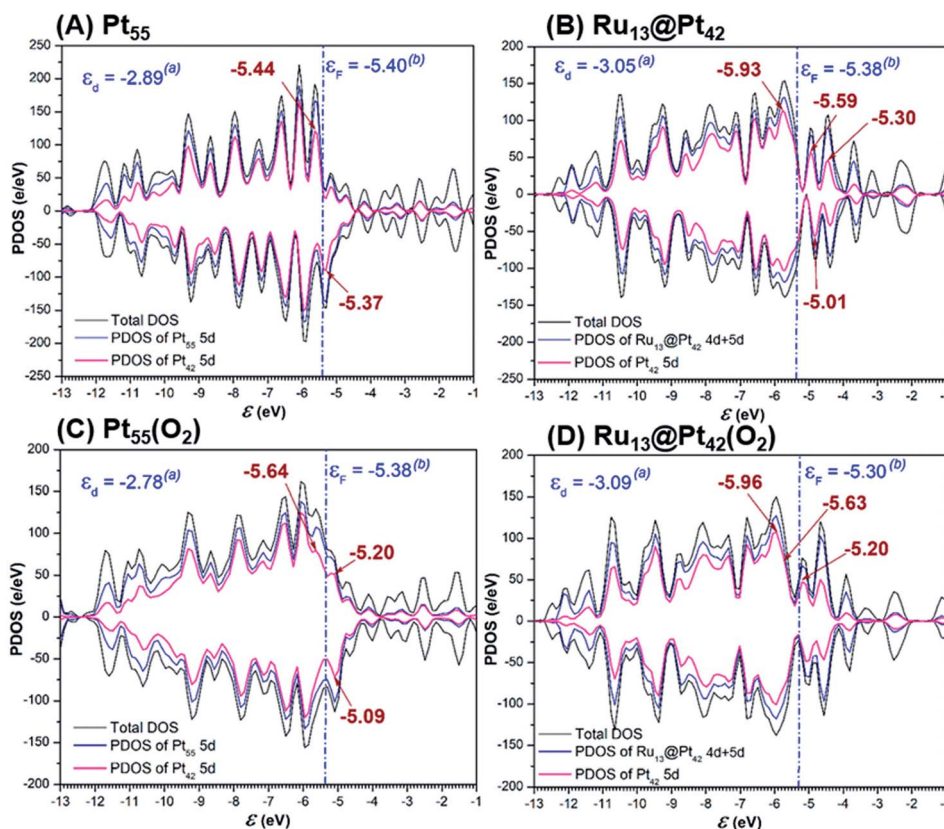 (A) Pt₅₅
250
200
150
100
50
0
-50
-100
-150
-200
-250
PDOS (e/eV)
εd = -2.89(a)
-5.44
εF = -5.40(b)
-5.37
Total DOS
PDOS of Pt₅₅ 5d
PDOS of Pt₄₂ 5d
-13 -12 -11 -10 -9 -8 -7 -6 -5 -4 -3 -2 -1
ε (eV)
(B) Ru₁₃@Pt₄₂
200
150
100
50
0
-50
-100
-150
-200
-250
PDOS (e/eV)
εd = -3.05(a)
-5.93
εF = -5.38(b)
-5.59
-5.30
-5.01
Total DOS
PDOS of Ru₁₃@Pt₄₂ 4d+5d
PDOS of Pt₄₂ 5d
-13 -12 -11 -10 -9 -8 -7 -6 -5 -4 -3 -2 -1
ε (eV)
(C) Pt₅₅(O₂)
200
150
100
50
0
-50
-100
-150
-200
PDOS (e/eV)
εd = -2.78(a)
-5.64
εF = -5.38(b)
-5.20
-5.09
Total DOS
PDOS of Pt₅₅ 5d
PDOS of Pt₄₂ 5d
-13 -12 -11 -10 -9 -8 -7 -6 -5 -4 -3 -2 -1
ε (eV)
(D) Ru₁₃@Pt₄₂(O₂)
200
150
100
50
0
-50
-100
-150
-200
PDOS (e/eV)
εd = -3.09(a)
-5.96
εF = -5.30(b)
-5.63
-5.20
Total DOS
PDOS of Ru₁₃@Pt₄₂ 4d+5d
PDOS of Pt₄₂ 5d
-13 -12 -11 -10 -9 -8 -7 -6 -5 -4 -3 -2
ε (eV)